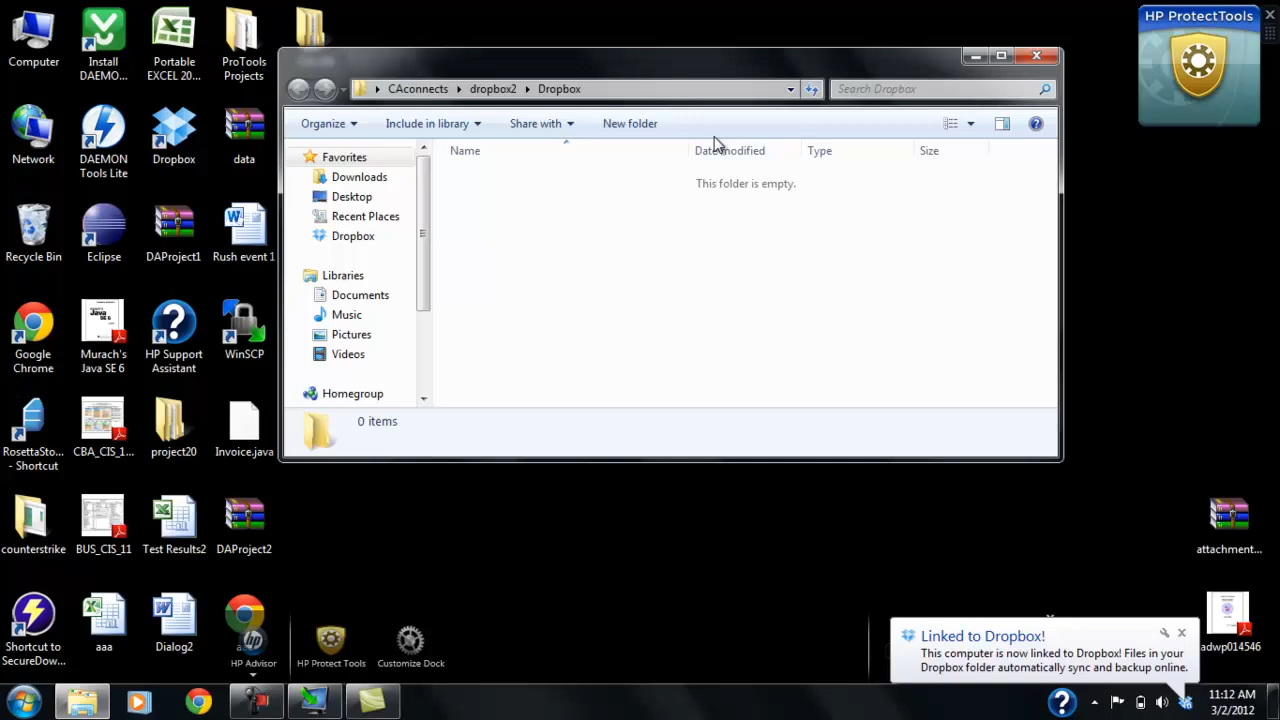 Computer
Install
DAEMO...
Portable
EXCEL 20...
ProTools
Projects
HP ProtectTools
CAconnects
dropbox2
Dropbox
Search Dropbox
Organize
Include in library
Share with
New folder
Name
Date modified
Type
Size
This folder is empty.
Favorites
Downloads
Desktop
Recent Places
Dropbox
Libraries
Documents
Music
Pictures
Videos
Homegroup
0 items
Network
DAEMON
Tools Lite
Dropbox
data
Recycle Bin
Eclipse
DAProject1
Rush event 1
Google
Chrome
Murach's
Java SE 6
HP Support
Assistant
WinSCP
RosettaSto...
- Shortcut
CBA_CIS_1...
project20
Invoice.java
counterstrike
BUS_CIS_11
Test Results2
DAProject2
attachment...
Shortcut to
SecureDow...
aaa
Dialog2
HP Advisor
HP Protect Tools
Customize Dock
adwp014546
Linked to Dropbox!
This computer is now linked to Dropbox! Files in your
Dropbox folder automatically sync and backup online.
11:12 AM
3/2/2012